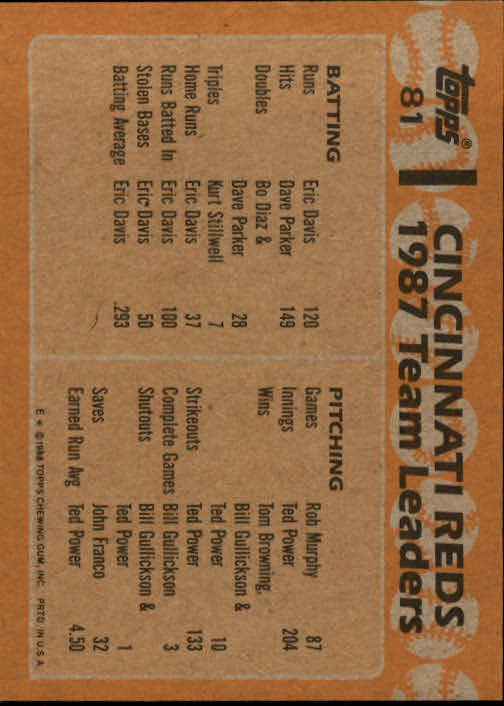 topps®
81
CINCINNATI REDS
1987 Team Leaders
BATTING
Runs Eric Davis 120
Hits Dave Parker 149
Doubles Bo Diaz &
Dave Parker 28
Triples Kurt Stillwell 7
Home Runs Eric Davis 37
Runs Batted In Eric Davis 100
Stolen Bases Eric Davis 50
Batting Average Eric Davis .293
PITCHING
Games Rob Murphy 87
Innings Ted Power 204
Wins Tom Browning,
Bill Gullickson &
Ted Power 10
Strikeouts Ted Power 133
Complete Games Bill Gullickson 3
Shutouts Bill Gullickson &
Ted Power 1
Saves John Franco 32
Earned Run Avg Ted Power 4.50
E * © 1988 TOPPS CHEWING GUM, INC. PRTD. IN U.S.A.